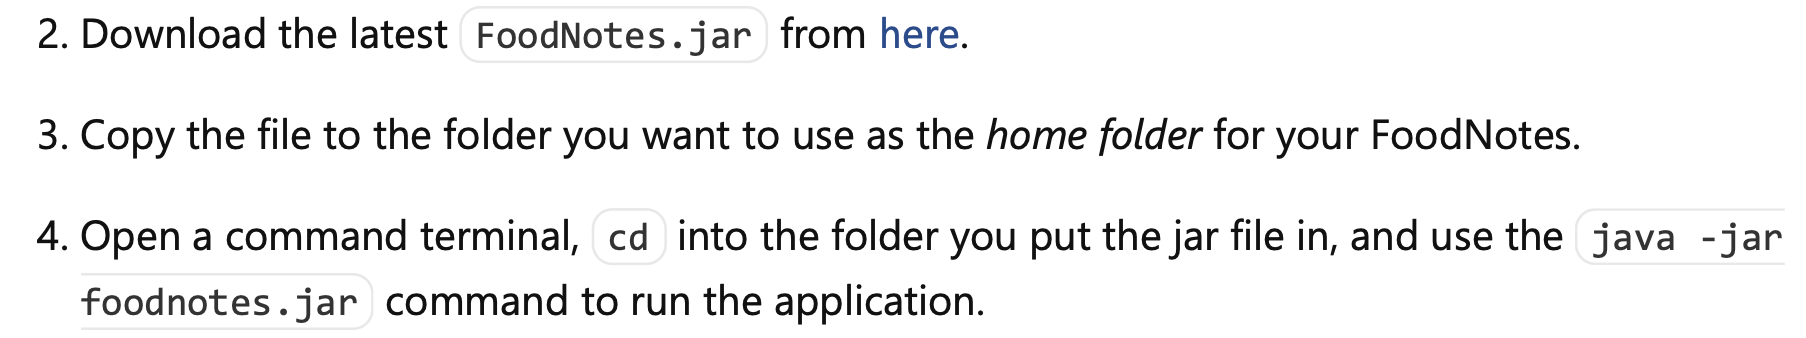 2. Download the latest FoodNotes.jar from here.
3. Copy the file to the folder you want to use as the home folder for your FoodNotes.
4. Open a command terminal, cd into the folder you put the jar file in, and use the java -jar
foodnotes.jar command to run the application.